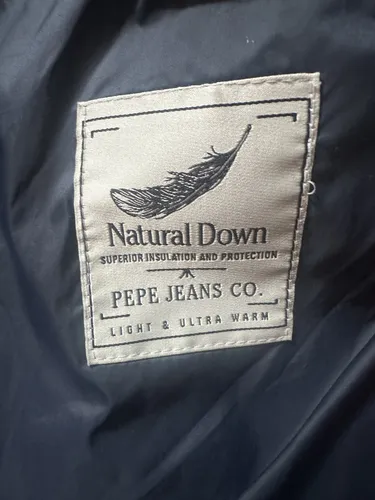 Natural Down
SUPERIOR INSULATION AND PROTECTION
PEPE JEANS CO.
LIGHT & ULTRA WARM